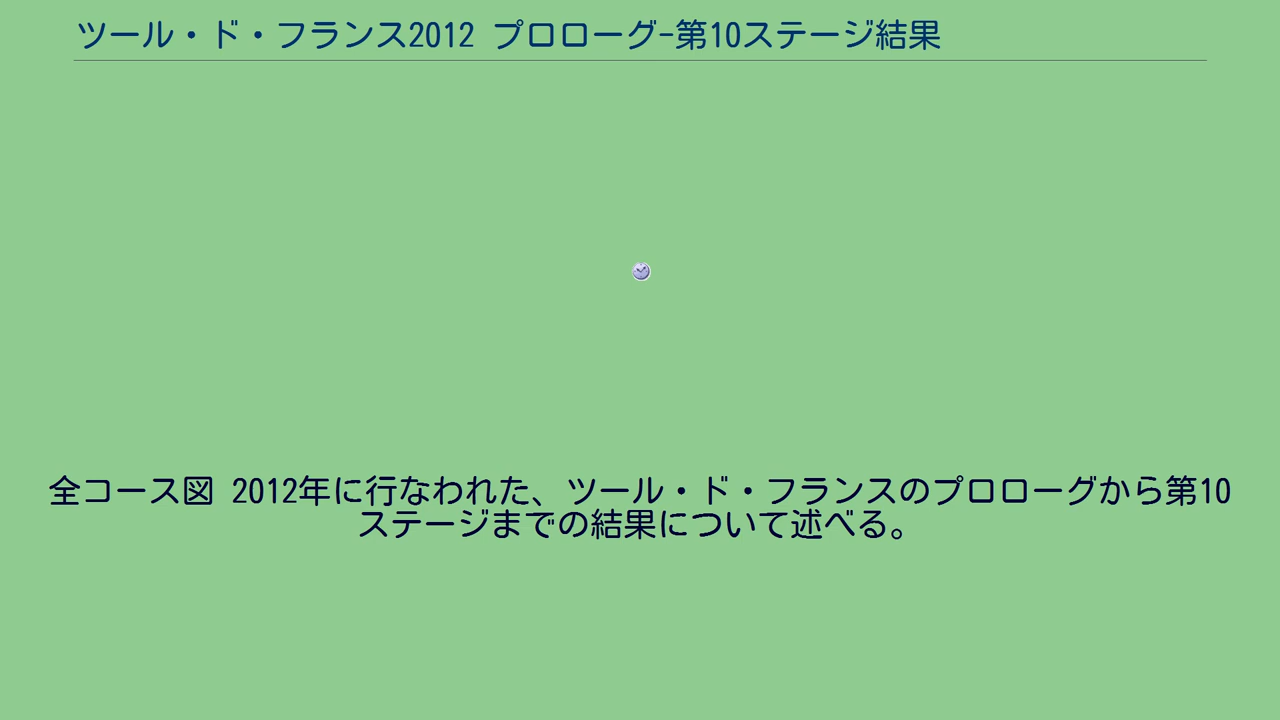 ツール・ド・フランス2012 プロローグ-第10ステージ結果
全コース図 2012年に行なわれた、ツール・ド・フランスのプロローグから第10
ステージまでの結果について述べる。